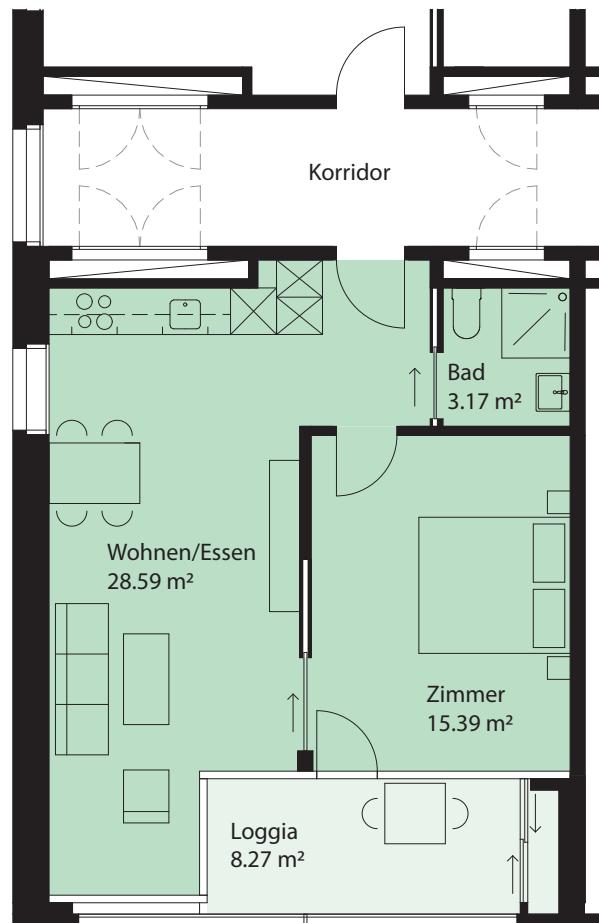 Korridor
Bad
3.17 m²
Wohnen/Essen
28.59 m²
Zimmer
15.39 m²
Loggia
8.27 m²